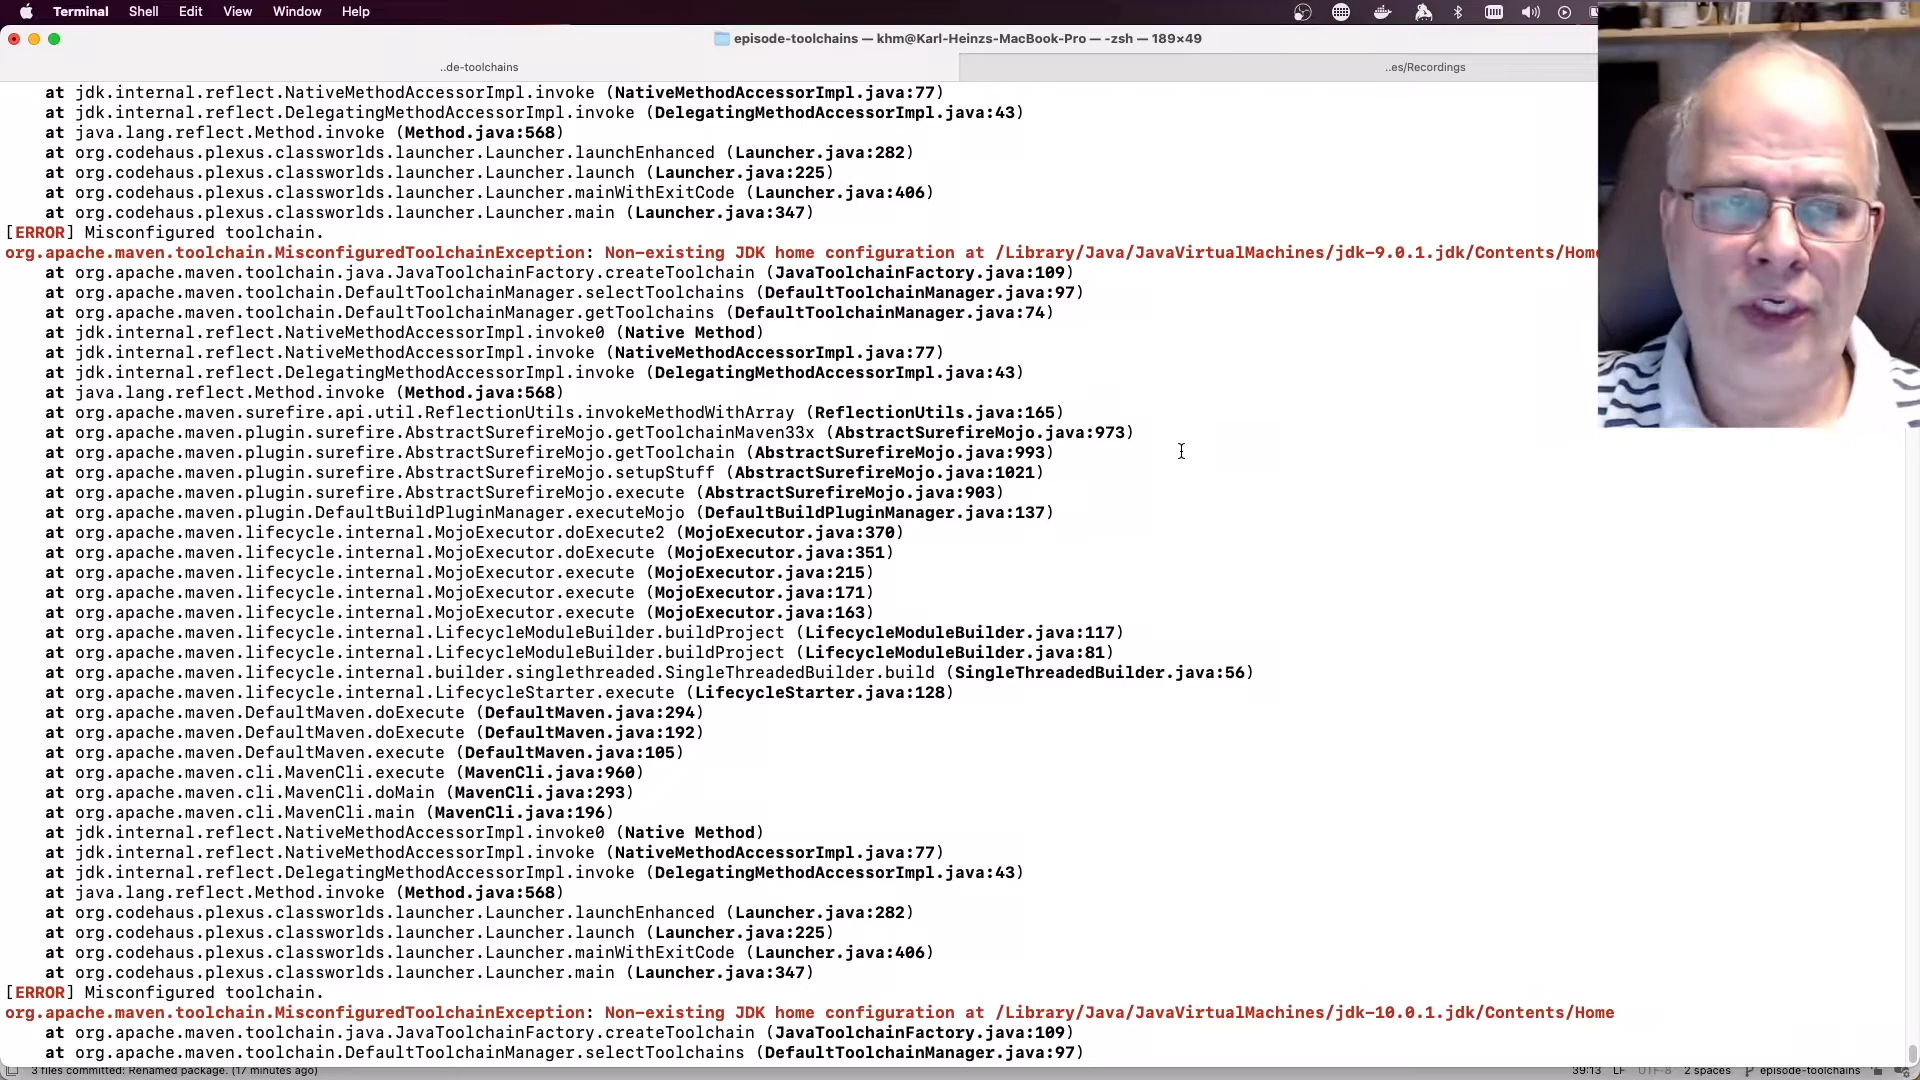 Terminal Shell Edit View Window Help
episode-toolchains — khm@Karl-Heinzs-MacBook-Pro — -zsh — 189×49
..de-toolchains
..es/Recordings
at jdk.internal.reflect.NativeMethodAccessorImpl.invoke (NativeMethodAccessorImpl.java:77)
at jdk.internal.reflect.DelegatingMethodAccessorImpl.invoke (DelegatingMethodAccessorImpl.java:43)
at java.lang.reflect.Method.invoke (Method.java:568)
at org.codehaus.plexus.classworlds.launcher.Launcher.launchEnhanced (Launcher.java:282)
at org.codehaus.plexus.classworlds.launcher.Launcher.launch (Launcher.java:225)
at org.codehaus.plexus.classworlds.launcher.Launcher.mainWithExitCode (Launcher.java:406)
at org.codehaus.plexus.classworlds.launcher.Launcher.main (Launcher.java:347)
[ERROR] Misconfigured toolchain.
org.apache.maven.toolchain.MisconfiguredToolchainException: Non-existing JDK home configuration at /Library/Java/JavaVirtualMachines/jdk-9.0.1.jdk/Contents/Home
at org.apache.maven.toolchain.java.JavaToolchainFactory.createToolchain (JavaToolchainFactory.java:109)
at org.apache.maven.toolchain.DefaultToolchainManager.selectToolchains (DefaultToolchainManager.java:97)
at org.apache.maven.toolchain.DefaultToolchainManager.getToolchains (DefaultToolchainManager.java:74)
at jdk.internal.reflect.NativeMethodAccessorImpl.invoke0 (Native Method)
at jdk.internal.reflect.NativeMethodAccessorImpl.invoke (NativeMethodAccessorImpl.java:77)
at jdk.internal.reflect.DelegatingMethodAccessorImpl.invoke (DelegatingMethodAccessorImpl.java:43)
at java.lang.reflect.Method.invoke (Method.java:568)
at org.apache.maven.surefire.api.util.ReflectionUtils.invokeMethodWithArray (ReflectionUtils.java:165)
at org.apache.maven.plugin.surefire.AbstractSurefireMojo.getToolchainMaven33x (AbstractSurefireMojo.java:973)
at org.apache.maven.plugin.surefire.AbstractSurefireMojo.getToolchain (AbstractSurefireMojo.java:993)
at org.apache.maven.plugin.surefire.AbstractSurefireMojo.setupStuff (AbstractSurefireMojo.java:1021)
at org.apache.maven.plugin.surefire.AbstractSurefireMojo.execute (AbstractSurefireMojo.java:903)
at org.apache.maven.plugin.DefaultBuildPluginManager.executeMojo (DefaultBuildPluginManager.java:137)
at org.apache.maven.lifecycle.internal.MojoExecutor.doExecute2 (MojoExecutor.java:370)
at org.apache.maven.lifecycle.internal.MojoExecutor.doExecute (MojoExecutor.java:351)
at org.apache.maven.lifecycle.internal.MojoExecutor.execute (MojoExecutor.java:215)
at org.apache.maven.lifecycle.internal.MojoExecutor.execute (MojoExecutor.java:171)
at org.apache.maven.lifecycle.internal.MojoExecutor.execute (MojoExecutor.java:163)
at org.apache.maven.lifecycle.internal.LifecycleModuleBuilder.buildProject (LifecycleModuleBuilder.java:117)
at org.apache.maven.lifecycle.internal.LifecycleModuleBuilder.buildProject (LifecycleModuleBuilder.java:81)
at org.apache.maven.lifecycle.internal.builder.singlethreaded.SingleThreadedBuilder.build (SingleThreadedBuilder.java:56)
at org.apache.maven.lifecycle.internal.LifecycleStarter.execute (LifecycleStarter.java:128)
at org.apache.maven.DefaultMaven.doExecute (DefaultMaven.java:294)
at org.apache.maven.DefaultMaven.doExecute (DefaultMaven.java:192)
at org.apache.maven.DefaultMaven.execute (DefaultMaven.java:105)
at org.apache.maven.cli.MavenCli.execute (MavenCli.java:960)
at org.apache.maven.cli.MavenCli.doMain (MavenCli.java:293)
at org.apache.maven.cli.MavenCli.main (MavenCli.java:196)
at jdk.internal.reflect.NativeMethodAccessorImpl.invoke0 (Native Method)
at jdk.internal.reflect.NativeMethodAccessorImpl.invoke (NativeMethodAccessorImpl.java:77)
at jdk.internal.reflect.DelegatingMethodAccessorImpl.invoke (DelegatingMethodAccessorImpl.java:43)
at java.lang.reflect.Method.invoke (Method.java:568)
at org.codehaus.plexus.classworlds.launcher.Launcher.launchEnhanced (Launcher.java:282)
at org.codehaus.plexus.classworlds.launcher.Launcher.launch (Launcher.java:225)
at org.codehaus.plexus.classworlds.launcher.Launcher.mainWithExitCode (Launcher.java:406)
at org.codehaus.plexus.classworlds.launcher.Launcher.main (Launcher.java:347)
[ERROR] Misconfigured toolchain.
org.apache.maven.toolchain.MisconfiguredToolchainException: Non-existing JDK home configuration at /Library/Java/JavaVirtualMachines/jdk-10.0.1.jdk/Contents/Home
at org.apache.maven.toolchain.java.JavaToolchainFactory.createToolchain (JavaToolchainFactory.java:109)
at org.apache.maven.toolchain.DefaultToolchainManager.selectToolchains (DefaultToolchainManager.java:97)
3 files committed: Renamed package. (17 minutes ago) 39:13 LF UTF-8 2 spaces episode-toolchains